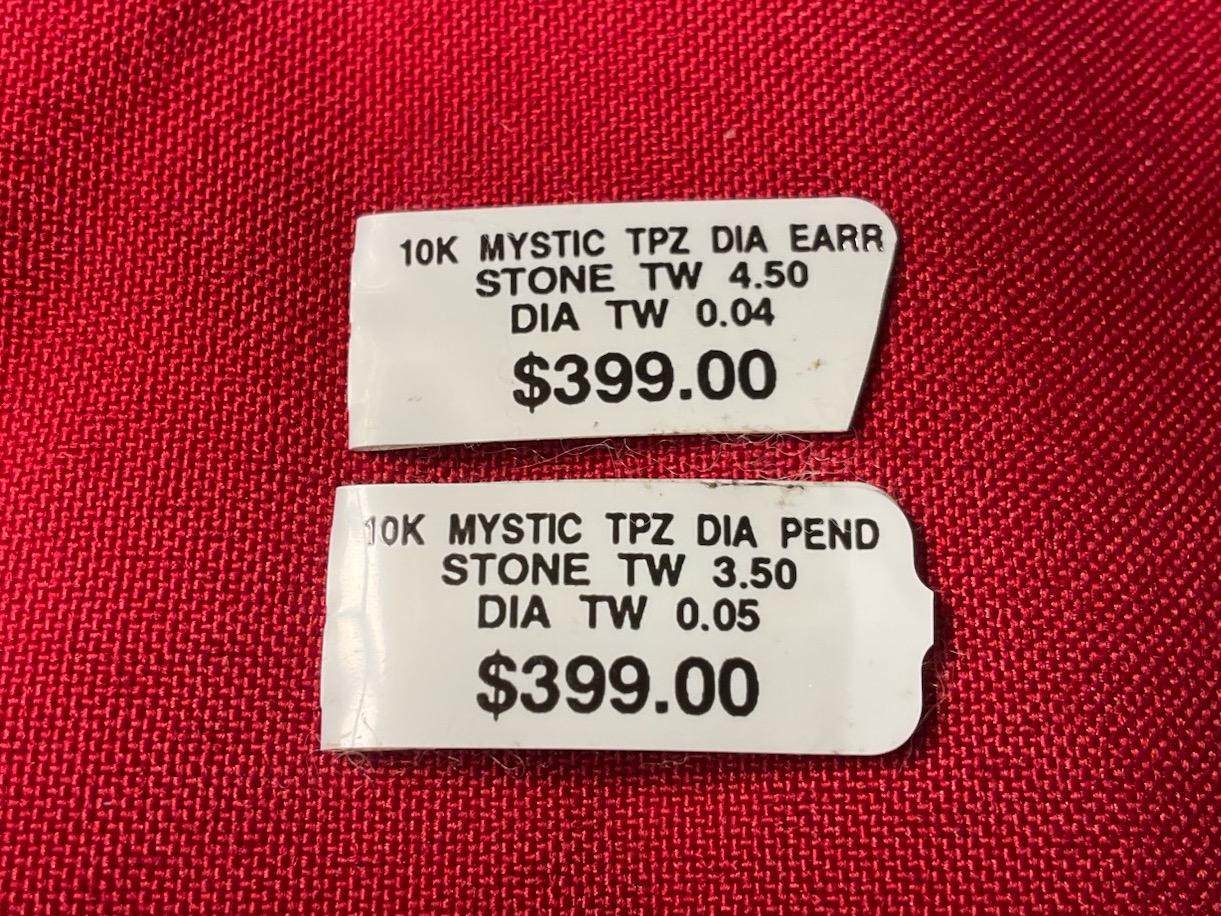 10K MYSTIC TPZ DIA EARR
STONE TW 4.50
DIA TW 0.04
$399.00
10K MYSTIC TPZ DIA PEND
STONE TW 3.50
DIA TW 0.05
$399.00